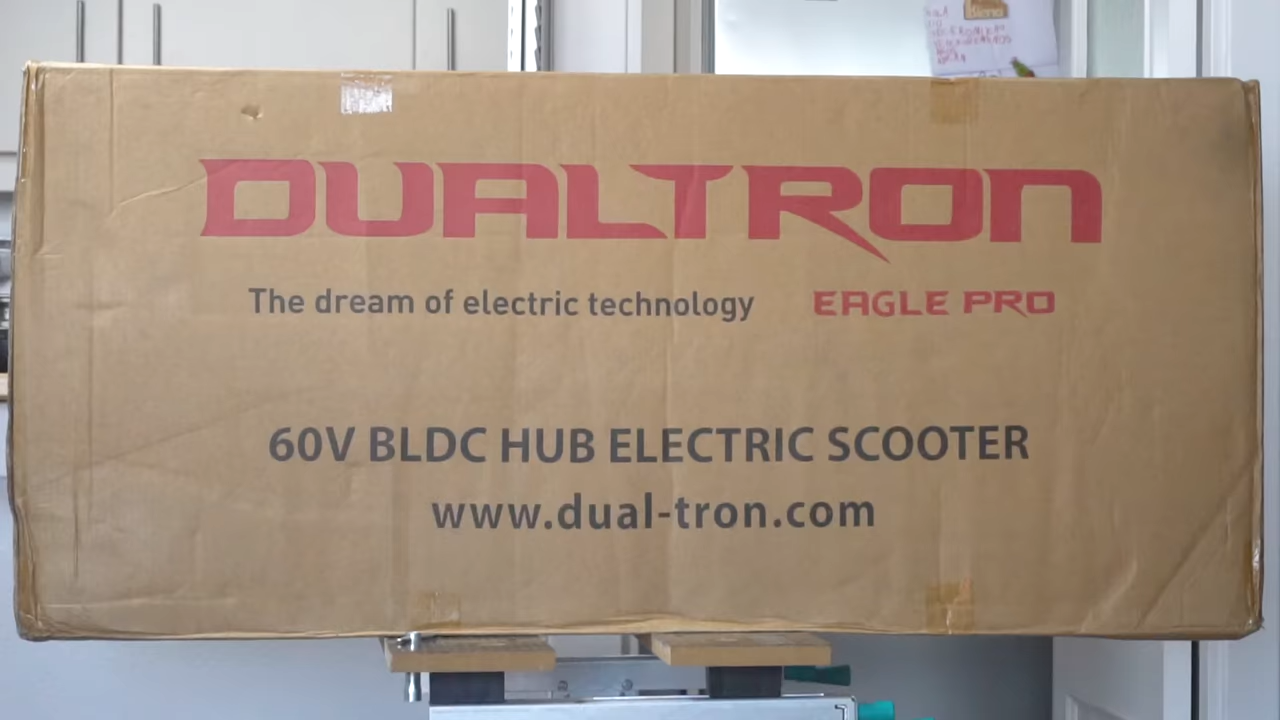 DUALTRON
The dream of electric technology EAGLE PRO
60V BLDC HUB ELECTRIC SCOOTER
www.dual-tron.com